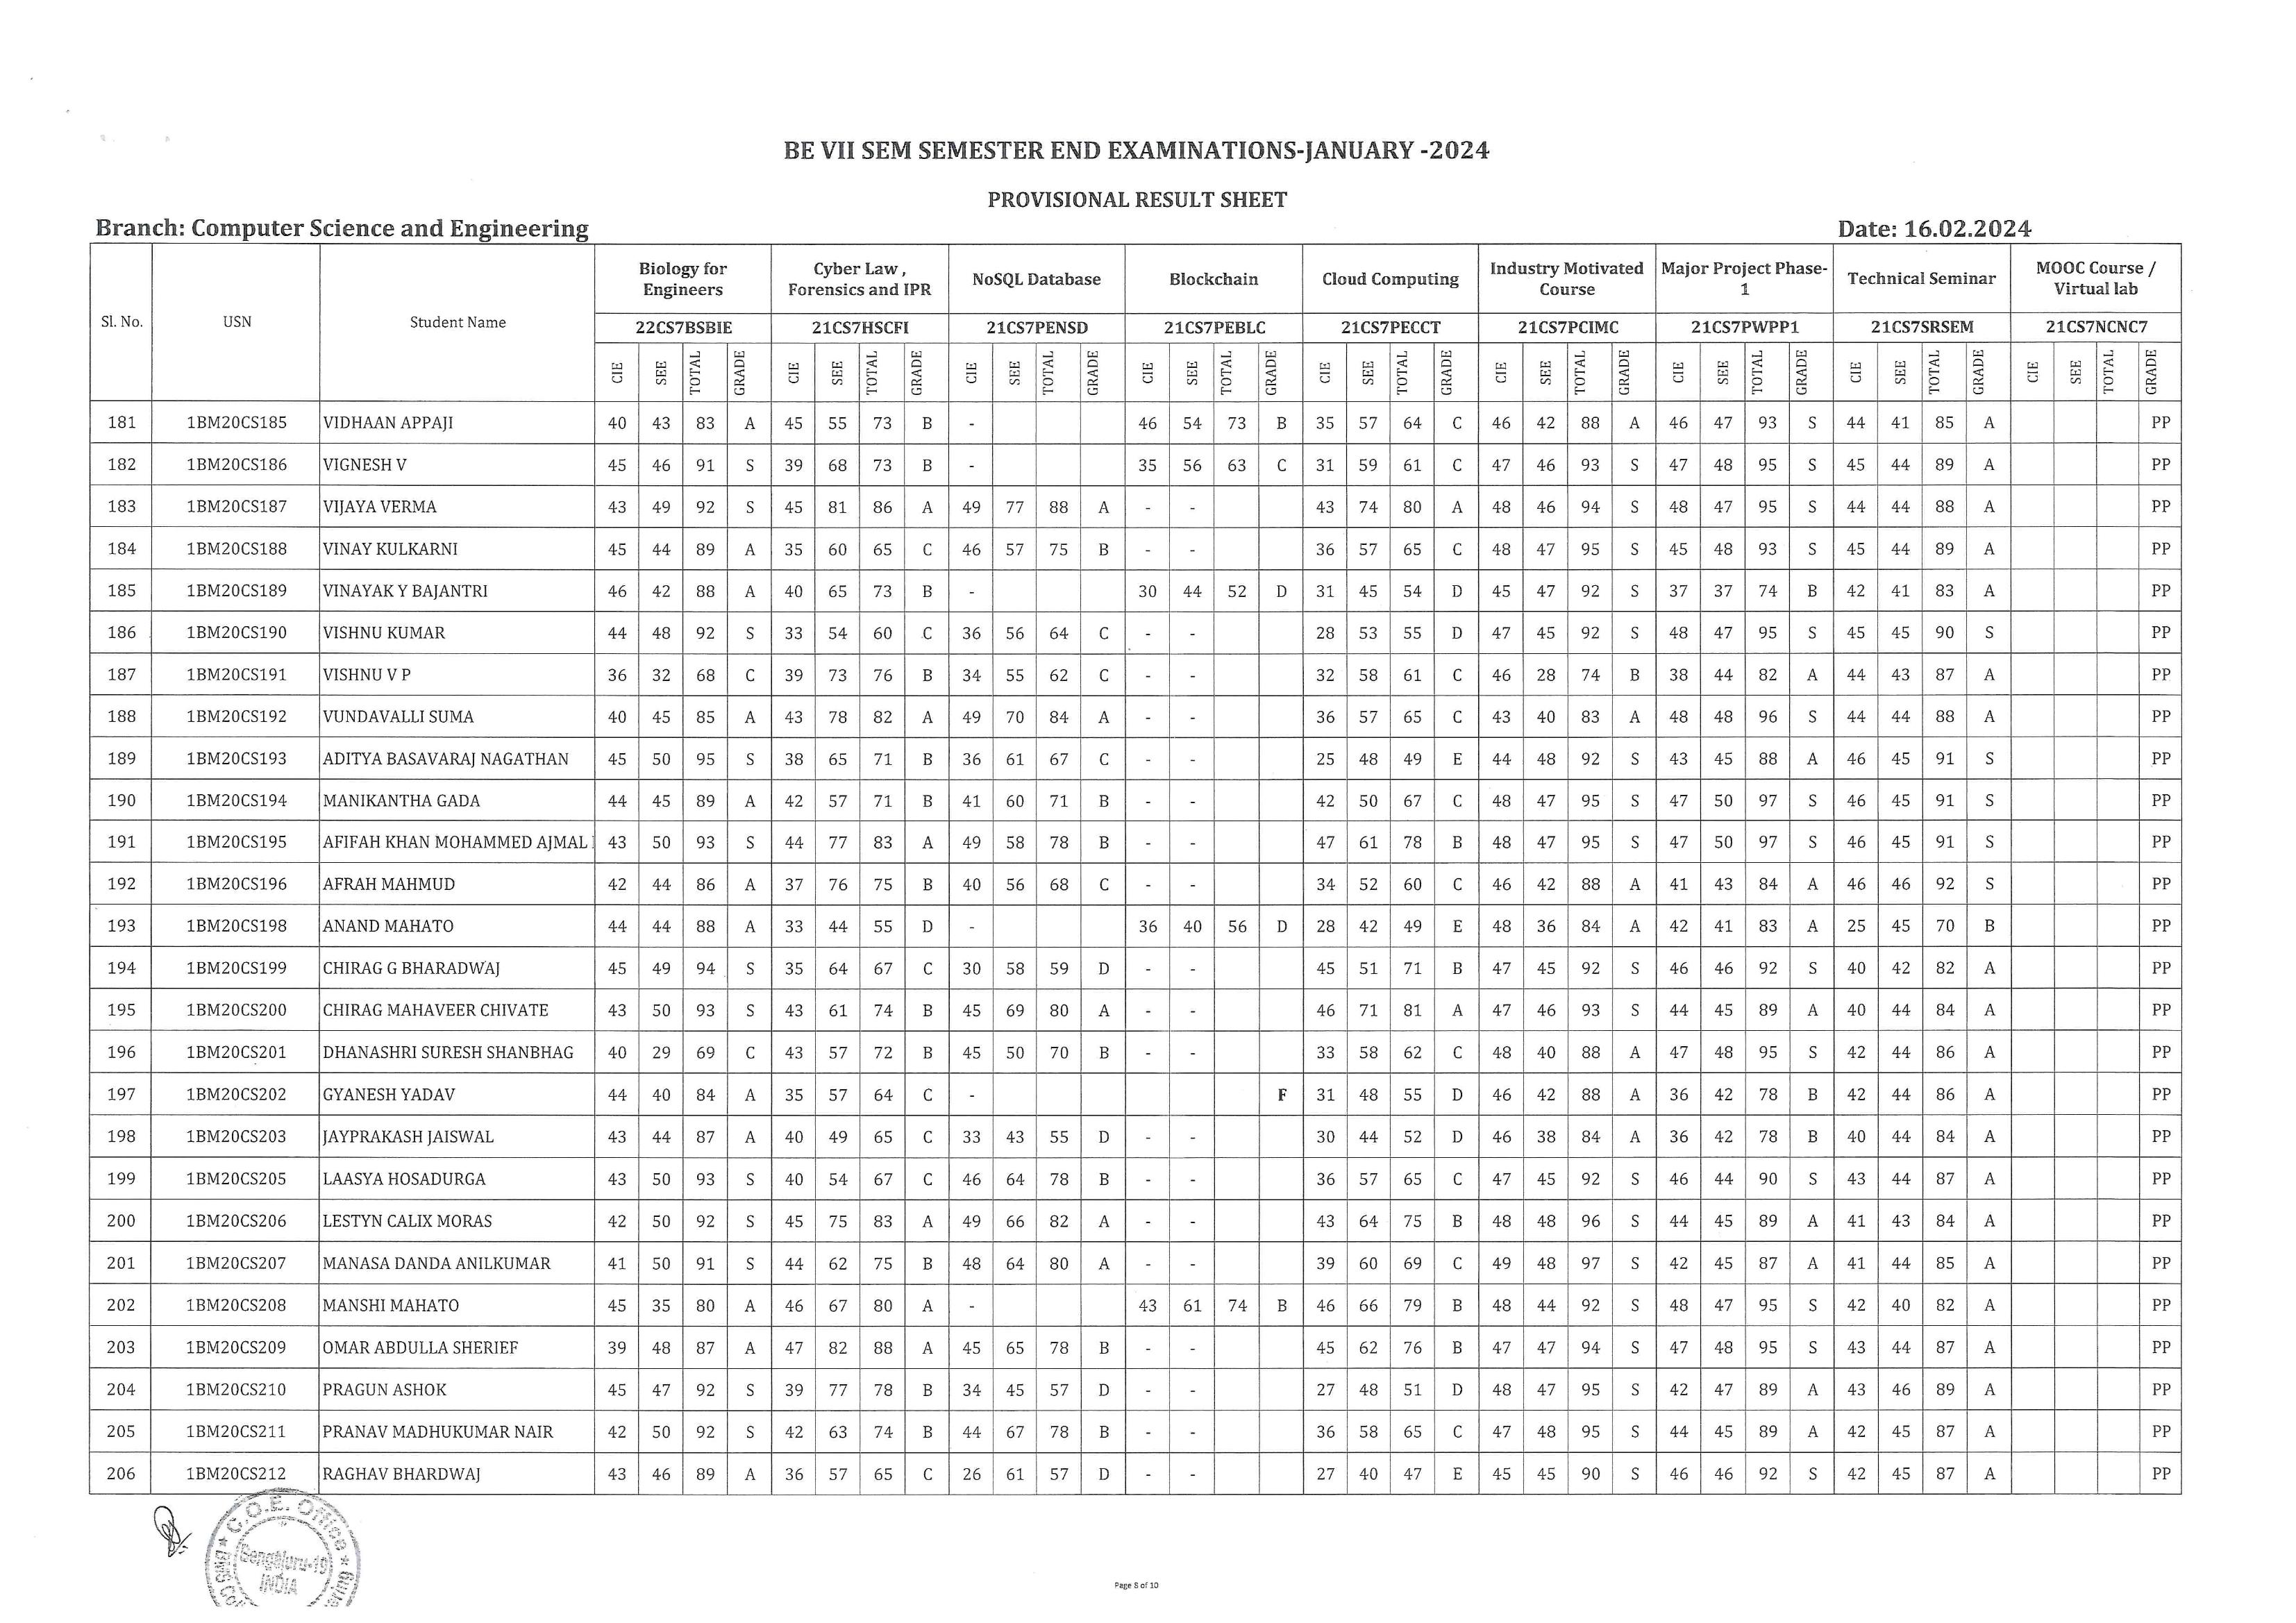 BE VII SEM SEMESTER END EXAMINATIONS-JANUARY -2024
PROVISIONAL RESULT SHEET
Branch: Computer Science and Engineering Date: 16.02.2024
Sl. No. USN Student Name Biology for Engineers Cyber Law , Forensics and IPR NoSQL Database Blockchain Cloud Computing Industry Motivated Course Major Project Phase-1 Technical Seminar MOOC Course / Virtual lab
22CS7BSBIE 21CS7HSCFI 21CS7PENSD 21CS7PEBLC 21CS7PECCT 21CS7PCIMC 21CS7PWPP1 21CS7SRSEM 21CS7NCNC7
CIE SEE TOTAL GRADE CIE SEE TOTAL GRADE CIE SEE TOTAL GRADE CIE SEE TOTAL GRADE CIE SEE TOTAL GRADE CIE SEE TOTAL GRADE CIE SEE TOTAL GRADE CIE SEE TOTAL GRADE CIE SEE TOTAL GRADE
181 1BM20CS185 VIDHAAN APPAJI 40 43 83 A 45 55 73 B - 46 54 73 B 35 57 64 C 46 42 88 A 46 47 93 S 44 41 85 A PP
182 1BM20CS186 VIGNESH V 45 46 91 S 39 68 73 B - 35 56 63 C 31 59 61 C 47 46 93 S 47 48 95 S 45 44 89 A PP
183 1BM20CS187 VIJAYA VERMA 43 49 92 S 45 81 86 A 49 77 88 A - - 43 74 80 A 48 46 94 S 48 47 95 S 44 44 88 A PP
184 1BM20CS188 VINAY KULKARNI 45 44 89 A 35 60 65 C 46 57 75 B - - 36 57 65 C 48 47 95 S 45 48 93 S 45 44 89 A PP
185 1BM20CS189 VINAYAK Y BAJANTRI 46 42 88 A 40 65 73 B - 30 44 52 D 31 45 54 D 45 47 92 S 37 37 74 B 42 41 83 A PP
186 1BM20CS190 VISHNU KUMAR 44 48 92 S 33 54 60 C 36 56 64 C - - 28 53 55 D 47 45 92 S 48 47 95 S 45 45 90 S PP
187 1BM20CS191 VISHNU V P 36 32 68 C 39 73 76 B 34 55 62 C - - 32 58 61 C 46 28 74 B 38 44 82 A 44 43 87 A PP
188 1BM20CS192 VUNDAVALLI SUMA 40 45 85 A 43 78 82 A 49 70 84 A - - 36 57 65 C 43 40 83 A 48 48 96 S 44 44 88 A PP
189 1BM20CS193 ADITYA BASAVARAJ NAGATHAN 45 50 95 S 38 65 71 B 36 61 67 C - - 25 48 49 E 44 48 92 S 43 45 88 A 46 45 91 S PP
190 1BM20CS194 MANIKANTHA GADA 44 45 89 A 42 57 71 B 41 60 71 B - - 42 50 67 C 48 47 95 S 47 50 97 S 46 45 91 S PP
191 1BM20CS195 AFIFAH KHAN MOHAMMED AJMAL 43 50 93 S 44 77 83 A 49 58 78 B - - 47 61 78 B 48 47 95 S 47 50 97 S 46 45 91 S PP
192 1BM20CS196 AFRAH MAHMUD 42 44 86 A 37 76 75 B 40 56 68 C - - 34 52 60 C 46 42 88 A 41 43 84 A 46 46 92 S PP
193 1BM20CS198 ANAND MAHATO 44 44 88 A 33 44 55 D - 36 40 56 D 28 42 49 E 48 36 84 A 42 41 83 A 25 45 70 B PP
194 1BM20CS199 CHIRAG G BHARADWAJ 45 49 94 S 35 64 67 C 30 58 59 D - - 45 51 71 B 47 45 92 S 46 46 92 S 40 42 82 A PP
195 1BM20CS200 CHIRAG MAHAVEER CHIVATE 43 50 93 S 43 61 74 B 45 69 80 A - - 46 71 81 A 47 46 93 S 44 45 89 A 40 44 84 A PP
196 1BM20CS201 DHANASHRI SURESH SHANBHAG 40 29 69 C 43 57 72 B 45 50 70 B - - 33 58 62 C 48 40 88 A 47 48 95 S 42 44 86 A PP
197 1BM20CS202 GYANESH YADAV 44 40 84 A 35 57 64 C - F 31 48 55 D 46 42 88 A 36 42 78 B 42 44 86 A PP
198 1BM20CS203 JAYPRAKASH JAISWAL 43 44 87 A 40 49 65 C 33 43 55 D - - 30 44 52 D 46 38 84 A 36 42 78 B 40 44 84 A PP
199 1BM20CS205 LAASYA HOSADURGA 43 50 93 S 40 54 67 C 46 64 78 B - - 36 57 65 C 47 45 92 S 46 44 90 S 43 44 87 A PP
200 1BM20CS206 LESTYN CALIX MORAS 42 50 92 S 45 75 83 A 49 66 82 A - - 43 64 75 B 48 48 96 S 44 45 89 A 41 43 84 A PP
201 1BM20CS207 MANASA DANDA ANILKUMAR 41 50 91 S 44 62 75 B 48 64 80 A - - 39 60 69 C 49 48 97 S 42 45 87 A 41 44 85 A PP
202 1BM20CS208 MANSHI MAHATO 45 35 80 A 46 67 80 A - 43 61 74 B 46 66 79 B 48 44 92 S 48 47 95 S 42 40 82 A PP
203 1BM20CS209 OMAR ABDULLA SHERIEF 39 48 87 A 47 82 88 A 45 65 78 B - - 45 62 76 B 47 47 94 S 47 48 95 S 43 44 87 A PP
204 1BM20CS210 PRAGUN ASHOK 45 47 92 S 39 77 78 B 34 45 57 D - - 27 48 51 D 48 47 95 S 42 47 89 A 43 46 89 A PP
205 1BM20CS211 PRANAV MADHUKUMAR NAIR 42 50 92 S 42 63 74 B 44 67 78 B - - 36 58 65 C 47 48 95 S 44 45 89 A 42 45 87 A PP
206 1BM20CS212 RAGHAV BHARDWAJ 43 46 89 A 36 57 65 C 26 61 57 D - - 27 40 47 E 45 45 90 S 46 46 92 S 42 45 87 A PP
C.O.E. Office
Bengaluru-19
INDIA
Page 8 of 10